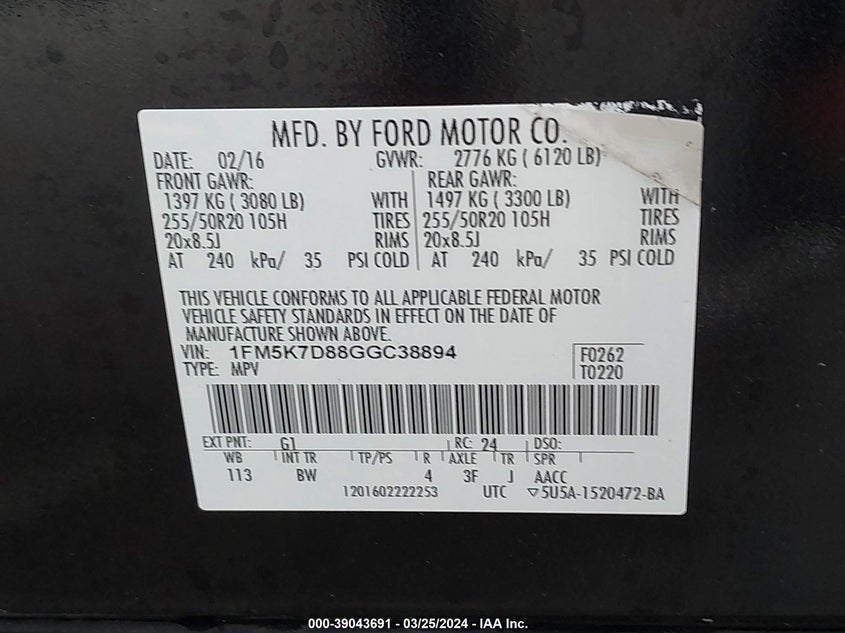 MFD. BY FORD MOTOR CO.
DATE: 02/16 GVWR: 2776 KG ( 6120 LB)
FRONT GAWR: REAR GAWR:
1397 KG ( 3080 LB) WITH 1497 KG ( 3300 LB) WITH
255/50R20 105H TIRES 255/50R20 105H TIRES
20x8.5J RIMS 20x8.5J RIMS
AT 240 kPa/ 35 PSI COLD AT 240 kPa/ 35 PSI COLD
THIS VEHICLE CONFORMS TO ALL APPLICABLE FEDERAL MOTOR
VEHICLE SAFETY STANDARDS IN EFFECT ON THE DATE OF
MANUFACTURE SHOWN ABOVE.
VIN: 1FM5K7D88GGC38894 F0262
TYPE: MPV T0220
EXT PNT: G1 RC: 24 DSO:
WB INT TR TP/PS R AXLE TR SPR
113 BW 4 3F J AACC
1201602222253 UTC ▽5U5A-1520472-BA
000-39043691 - 03/25/2024 - IAA Inc.